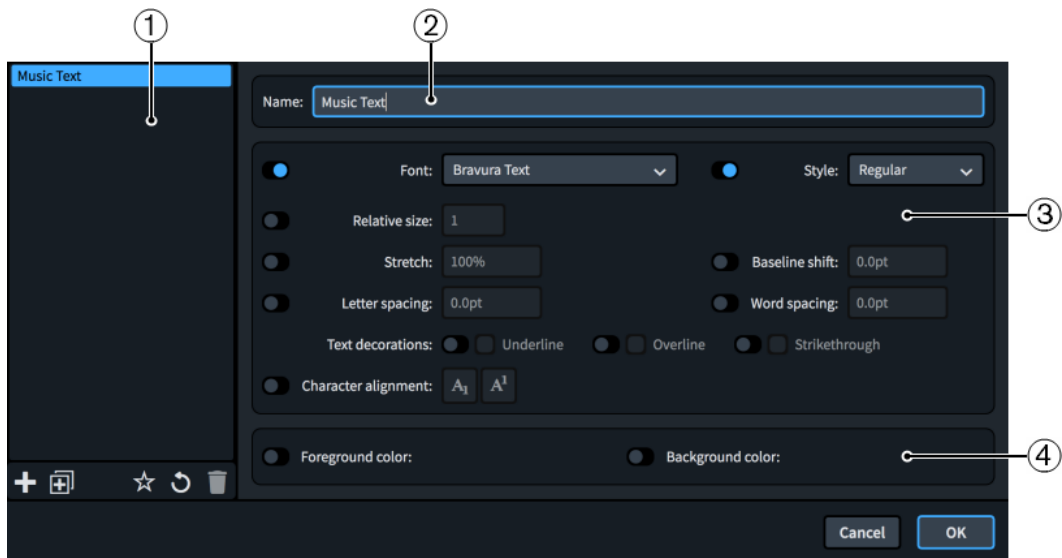 ① ②
Music Text
Name: Music Text
Font: Bravura Text Style: Regular
③
Relative size: 1
Stretch: 100% Baseline shift: 0.0pt
Letter spacing: 0.0pt Word spacing: 0.0pt
Text decorations: Underline Overline Strikethrough
Character alignment: A₁ A¹
Foreground color: Background color:
④
Cancel OK